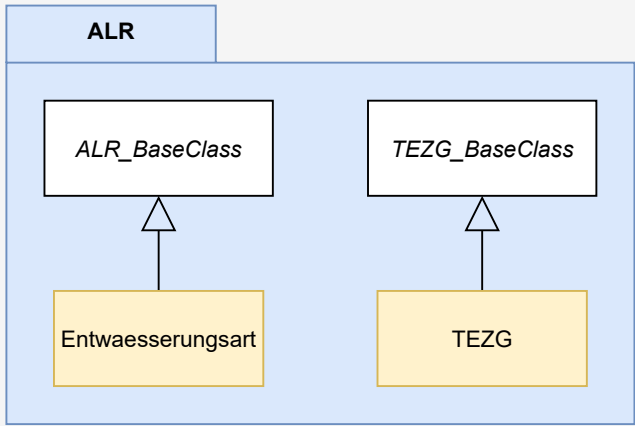 ALR
ALR_BaseClass
TEZG_BaseClass
Entwaesserungsart
TEZG